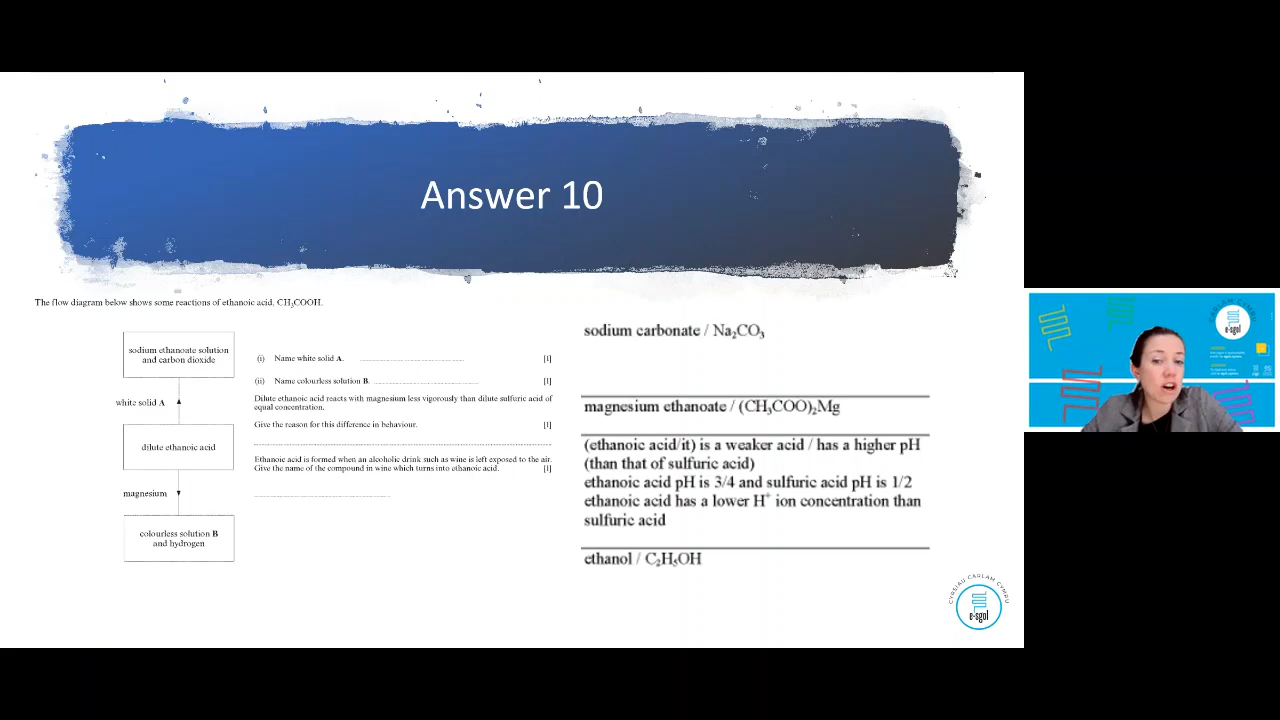 Answer 10
The flow diagram below shows some reactions of ethanoic acid, CH₃COOH.
sodium ethanoate solution
and carbon dioxide
white solid A
dilute ethanoic acid
magnesium
colourless solution B
and hydrogen
(i) Name white solid A. [1]
(ii) Name colourless solution B. [1]
Dilute ethanoic acid reacts with magnesium less vigorously than dilute sulfuric acid of
equal concentration.
Give the reason for this difference in behaviour. [1]
Ethanoic acid is formed when an alcoholic drink such as wine is left exposed to the air.
Give the name of the compound in wine which turns into ethanoic acid. [1]
sodium carbonate / Na₂CO₃
magnesium ethanoate / (CH₃COO)₂Mg
(ethanoic acid/it) is a weaker acid / has a higher pH
(than that of sulfuric acid)
ethanoic acid pH is 3/4 and sulfuric acid pH is 1/2
ethanoic acid has a lower H⁺ ion concentration than
sulfuric acid
ethanol / C₂H₅OH
CYRSIAU CARLAM CYMPU
e-sgol
CARLAM CYMPU
e-sgol